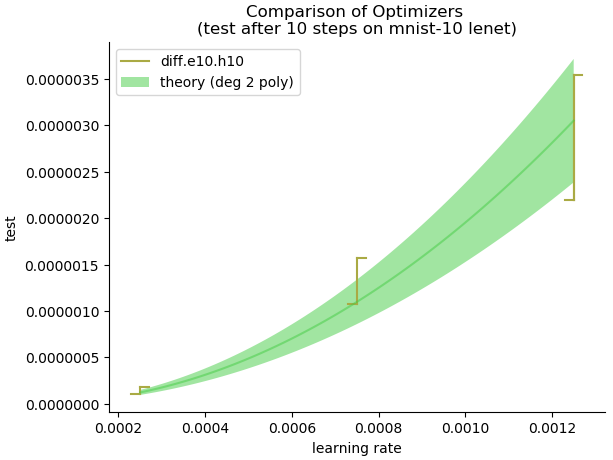 Comparison of Optimizers
(test after 10 steps on mnist-10 lenet)
diff.e10.h10
theory (deg 2 poly)
0.0000035
0.0000030
0.0000025
0.0000020
0.0000015
0.0000010
0.0000005
0.0000000
test
0.0002 0.0004 0.0006 0.0008 0.0010 0.0012
learning rate